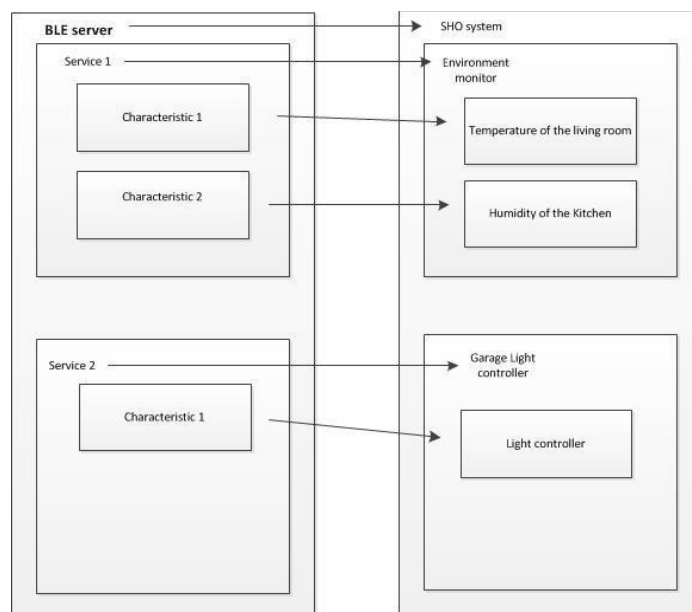 BLE server
SHO system
Service 1
Environment
monitor
Characteristic 1
Temperature of the living room
Characteristic 2
Humidity of the Kitchen
Service 2
Garage Light
controller
Characteristic 1
Light controller